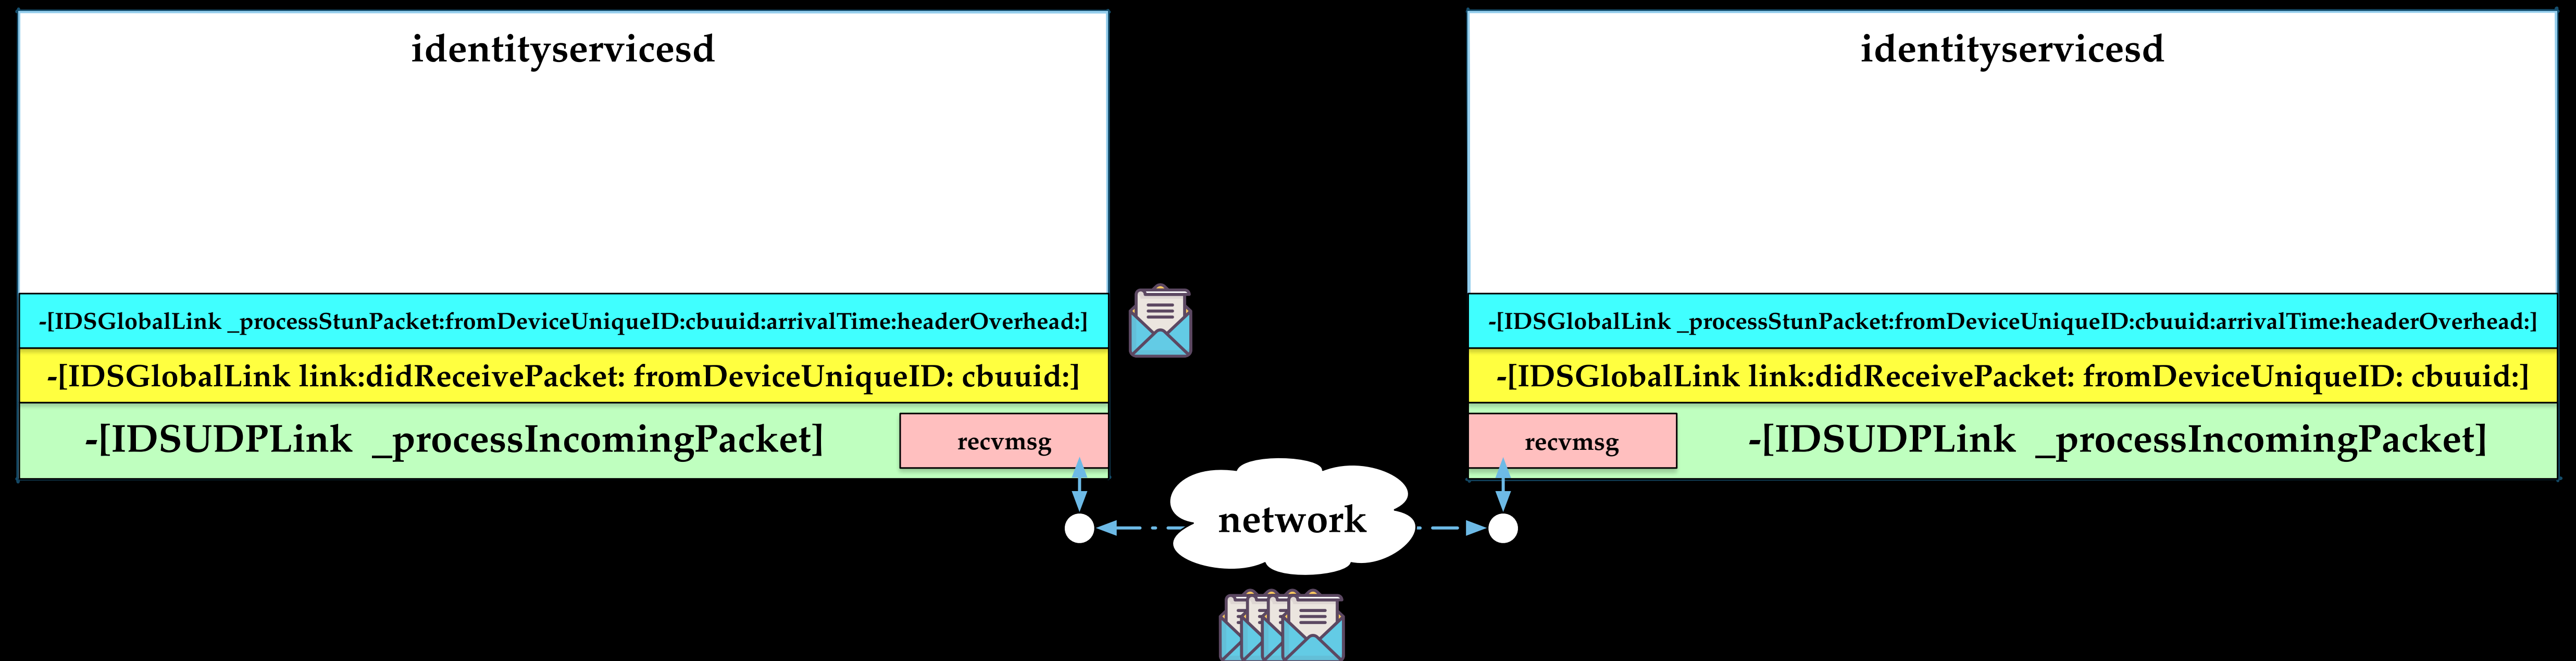 identityservicesd
-[IDSGlobalLink _processStunPacket:fromDeviceUniqueID:cbuuid:arrivalTime:headerOverhead:]
-[IDSGlobalLink link:didReceivePacket: fromDeviceUniqueID: cbuuid:]
-[IDSUDPLink _processIncomingPacket]
recvmsg
network
identityservicesd
-[IDSGlobalLink _processStunPacket:fromDeviceUniqueID:cbuuid:arrivalTime:headerOverhead:]
-[IDSGlobalLink link:didReceivePacket: fromDeviceUniqueID: cbuuid:]
recvmsg
-[IDSUDPLink _processIncomingPacket]